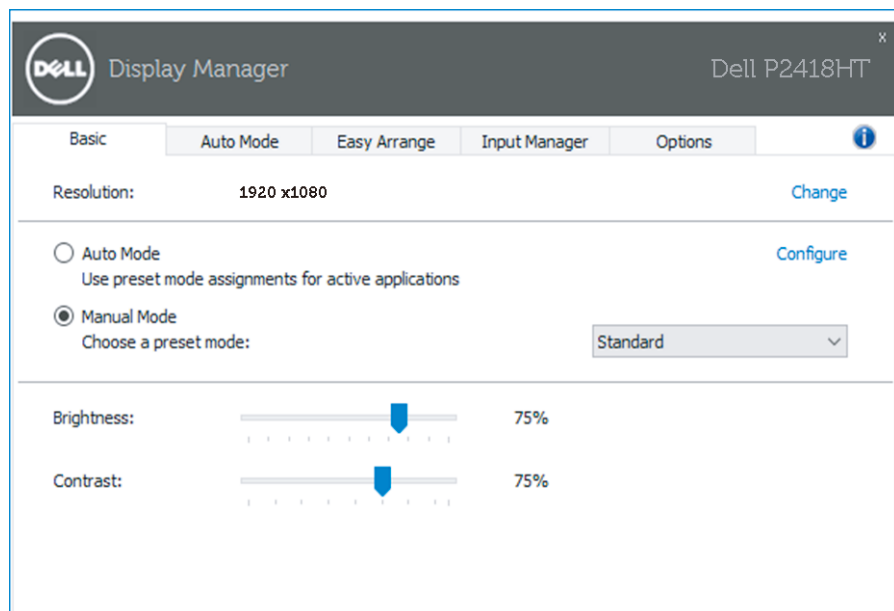 x
DELL Display Manager Dell P2418HT
Basic Auto Mode Easy Arrange Input Manager Options i
Resolution: 1920 x1080 Change
Auto Mode Configure
Use preset mode assignments for active applications
Manual Mode
Choose a preset mode: Standard
Brightness: 75%
Contrast: 75%